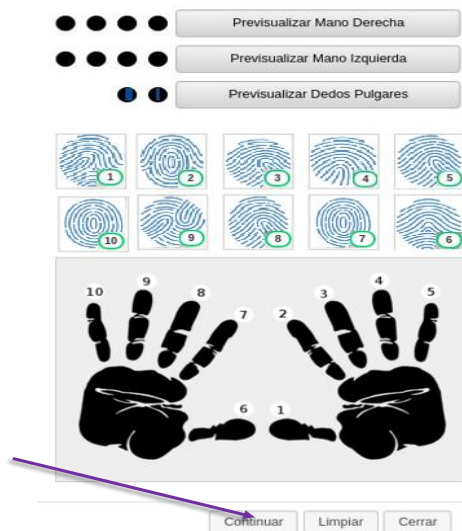 Previsualizar Mano Derecha
Previsualizar Mano Izquierda
Previsualizar Dedos Pulgares
1 2 3 4 5
10 9 8 7 6
10 9 8 7 6 1 2 3 4 5
Continuar Limpiar Cerrar